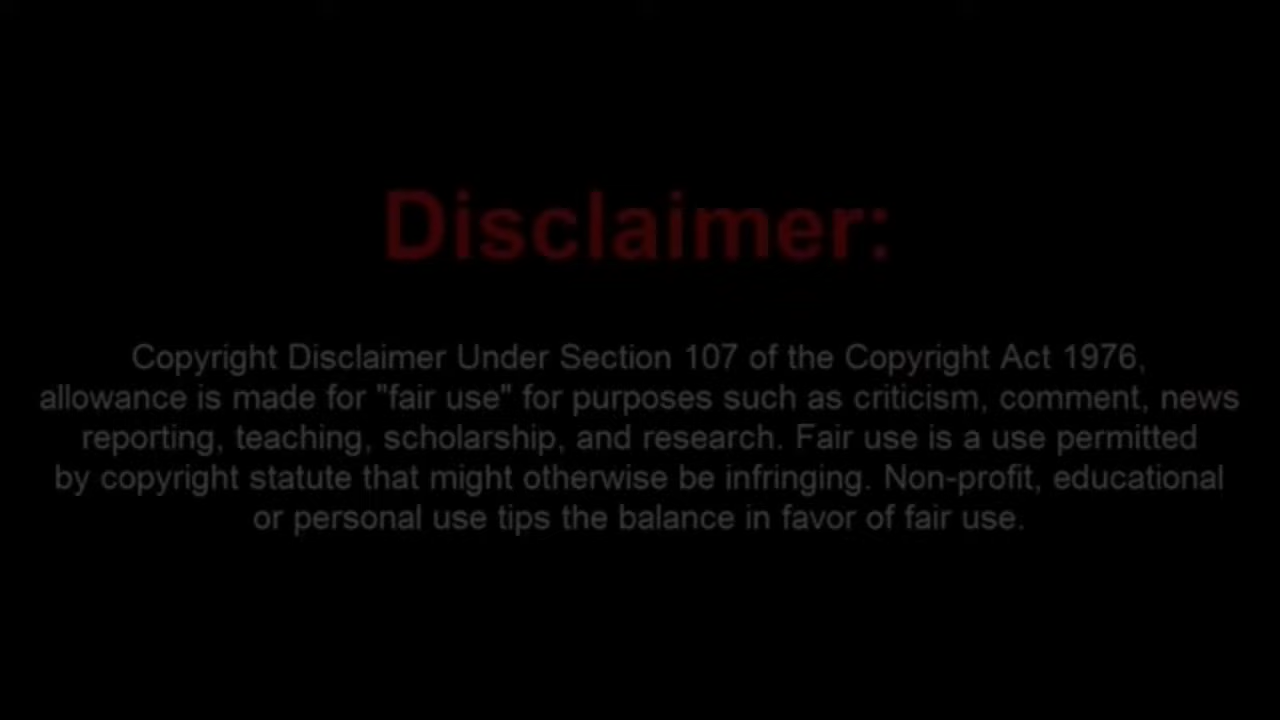 Disclaimer:
Copyright Disclaimer Under Section 107 of the Copyright Act 1976,
allowance is made for "fair use" for purposes such as criticism, comment, news
reporting, teaching, scholarship, and research. Fair use is a use permitted
by copyright statute that might otherwise be infringing. Non-profit, educational
or personal use tips the balance in favor of fair use.